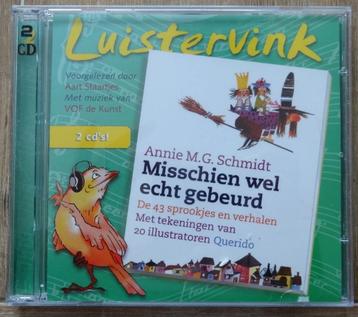 2
CD
Luistervink
Voorgelezen door
Aart Staartjes
Met muziek van
VOF de Kunst
2 cd's!
Annie M.G. Schmidt
Misschien wel
echt gebeurd
De 43 sprookjes en verhalen
Met tekeningen van
20 illustratoren Querido